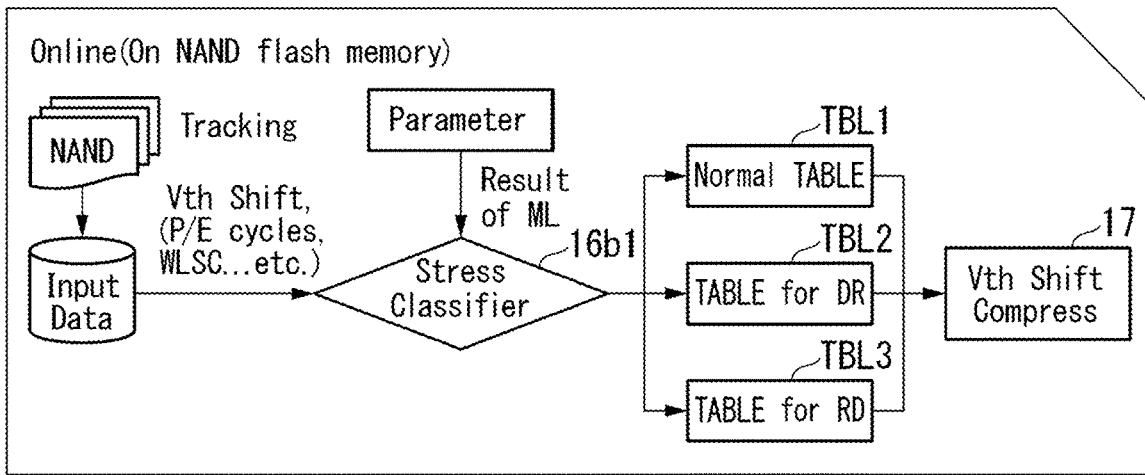 Online(On NAND flash memory)
NAND
Tracking
Parameter
Vth Shift,
(P/E cycles,
WLSC...etc.)
Result
of ML
Input
Data
Stress
Classifier
16b1
TBL1
Normal TABLE
TBL2
TABLE for DR
TBL3
TABLE for RD
17
Vth Shift
Compress